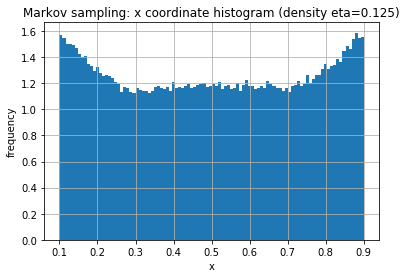 Markov sampling: x coordinate histogram (density eta=0.125)
frequency
1.6
1.4
1.2
1.0
0.8
0.6
0.4
0.2
0.0
0.1 0.2 0.3 0.4 0.5 0.6 0.7 0.8 0.9
x